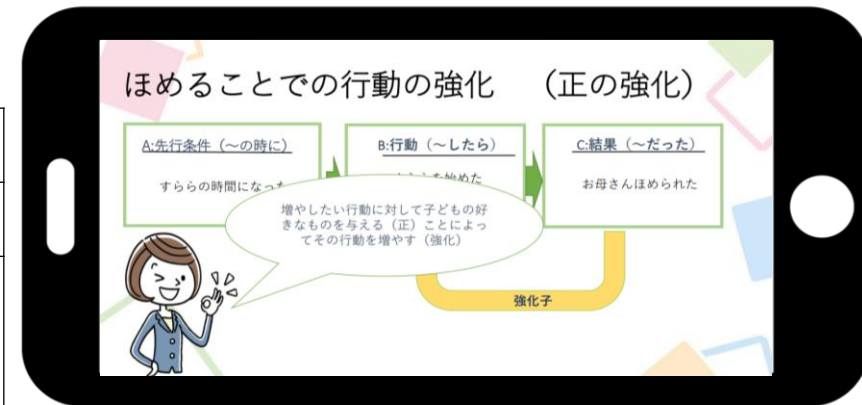 ほめることでの行動の強化 （正の強化）
A:先行条件（～の時に）
すららの時間になった
B:行動（～したら）
を始めた
C:結果（～だった）
お母さんほめられた
増やしたい行動に対して子どもの好
きなものを与える（正）ことによっ
てその行動を増やす（強化）
強化子